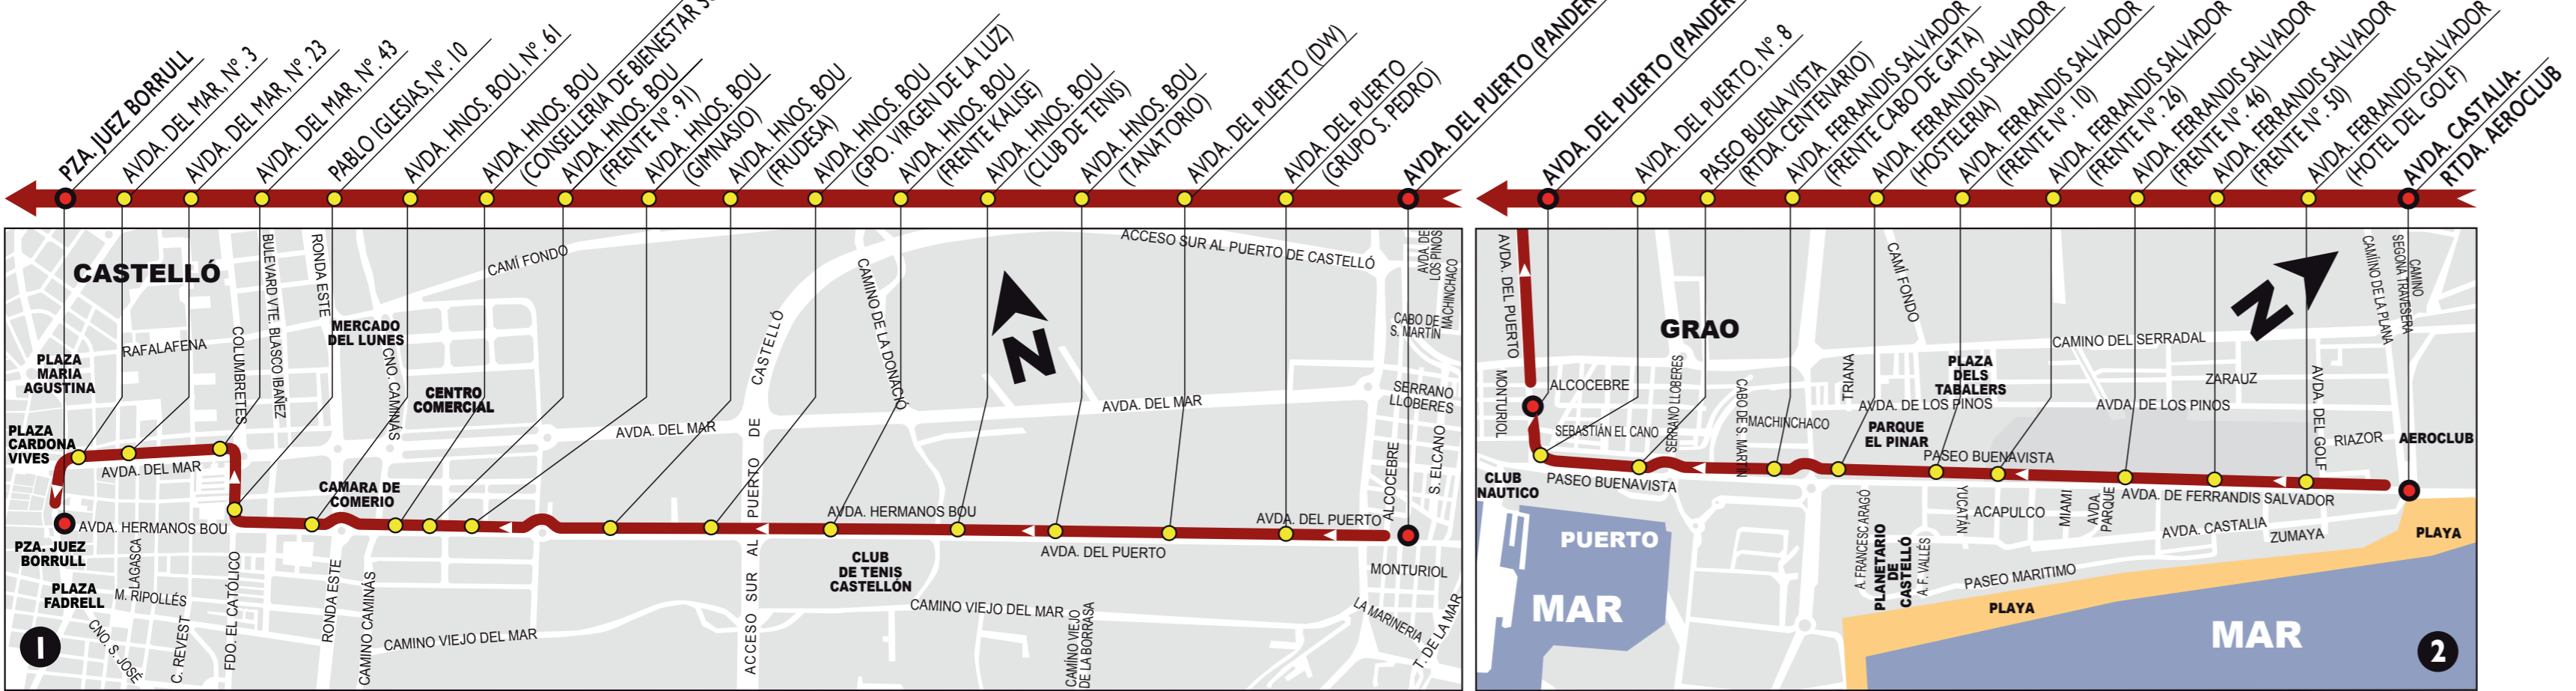 PZA. JUEZ BORRULL
AVDA. DEL MAR, Nº. 3
AVDA. DEL MAR, Nº. 23
AVDA. DEL MAR, Nº. 43
PABLO IGLESIAS, Nº. 10
AVDA. HNOS. BOU, Nº. 61
AVDA. HNOS. BOU
(CONSELLERIA DE BIENESTAR
AVDA. HNOS. BOU
(FRENTE Nº. 91)
AVDA. HNOS. BOU
(GIMNASIO)
AVDA. HNOS. BOU
(FRUDESA)
AVDA. HNOS. BOU
(GPO. VIRGEN DE LA LUZ)
AVDA. HNOS. BOU
(FRENTE KALISE)
AVDA. HNOS. BOU
(CLUB DE TENIS)
AVDA. HNOS. BOU
(TANATORIO)
AVDA. DEL PUERTO (DW)
AVDA. DEL PUERTO
(GRUPO S. PEDRO)
AVDA. DEL PUERTO
AVDA. DEL PUERTO
AVDA. DEL PUERTO, Nº. 8
PASEO BUENA VISTA
(RTDA. CENTENARIO)
AVDA. FERRANDIS SALVADOR
(FRENTE CABO DE GATA)
AVDA. FERRANDIS SALVADOR
(HOSTELERIA)
AVDA. FERRANDIS SALVADOR
(FRENTE Nº. 10)
AVDA. FERRANDIS SALVADOR
(FRENTE Nº. 26)
AVDA. FERRANDIS SALVADOR
(FRENTE Nº. 46)
AVDA. FERRANDIS SALVADOR
(FRENTE Nº. 50)
AVDA. FERRANDIS SALVADOR
(HOTEL DEL GOLF)
AVDA. CASTALIA-
RTDA. AEROCLUB
CASTELLÓ
BULEVARD VTE. BLASCO IBAÑEZ
RONDA ESTE
CAMÍ FONDO
ACCESO SUR AL PUERTO DE CASTELLÓ
AVDA. DE
LOS PINOS
MACHINCHACO
CABO DE
S. MARTÍN
MERCADO
DEL LUNES
RAFALAFENA
COLUMBRETES
CNO. CAMINÀS
PLAZA
MARIA
AGUSTINA
CENTRO
COMERCIAL
CAMINO DE LA DONACIÓ
N
SERRANO
LLOBERES
AVDA. DEL MAR
AVDA. DEL MAR
ACCESO SUR AL PUERTO DE CASTELLÓ
PLAZA
CARDONA
VIVES
AVDA. DEL MAR
CAMARA DE
COMERIO
ALCOCEBRE
S. ELCANO
AVDA. HERMANOS BOU
AVDA. HERMANOS BOU
AVDA. DEL PUERTO
AVDA. DEL PUERTO
PZA. JUEZ
BORRULL
LAGASCA
CLUB
DE TENIS
CASTELLÓN
MONTURIOL
PLAZA
FADRELL
M. RIPOLLÉS
CNO. S. JOSÉ
C. REVEST
FDO. EL CATÓLICO
RONDA ESTE
CAMINO CAMINÁS
CAMINO VIEJO DEL MAR
CAMINO VIEJO DEL MAR
CAMÍNO VIEJO
DE LA BORRASA
LA MARINERIA
T. DE LA MAR
1
AVDA. DEL PUERTO
GRAO
CAMÍ FONDO
N
CAMÍINO DE LA PLANA
CAMINO
SEGONA TRAVESERA
CAMINO DEL SERRADAL
MONTURIOL
ALCOCEBRE
SERRANO LLOBERES
CABO DE S. MARTIN
TRIANA
PLAZA
DELS
TABALERS
ZARAUZ
AVDA. DEL GOLF
AVDA. DE LOS PINOS
AVDA. DE LOS PINOS
SEBASTIÁN EL CANO
MACHINCHACO
PARQUE
EL PINAR
RIAZOR
AEROCLUB
PASEO BUENAVISTA
CLUB
NAUTICO
PASEO BUENAVISTA
AVDA. DE FERRANDIS SALVADOR
A. FRANCESC ARAGÓ
PLANETARIO
DE
CASTELLÓ
A. F. VALLÉS
YUCATÁN
ACAPULCO
MIAMI
AVDA.
PARQUE
AVDA. CASTALIA
ZUMAYA
PLAYA
PUERTO
PASEO MARITIMO
MAR
PLAYA
MAR
2